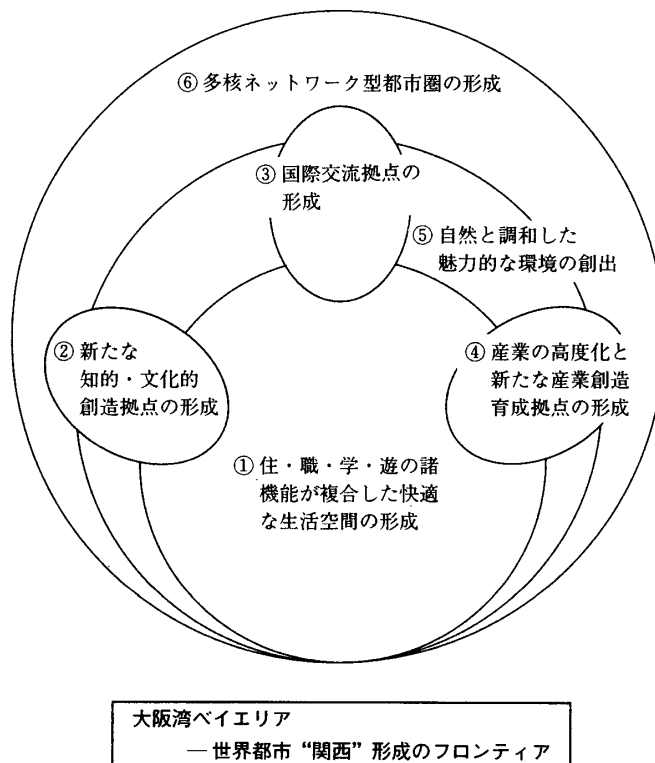 ⑥ 多核ネットワーク型都市圏の形成
③ 国際交流拠点の
形成
⑤ 自然と調和した
魅力的な環境の創出
② 新たな
知的・文化的
創造拠点の形成
④ 産業の高度化と
新たな産業創造
育成拠点の形成
① 住・職・学・遊の諸
機能が複合した快適
な生活空間の形成
大阪湾ベイエリア
— 世界都市“関西”形成のフロンティア